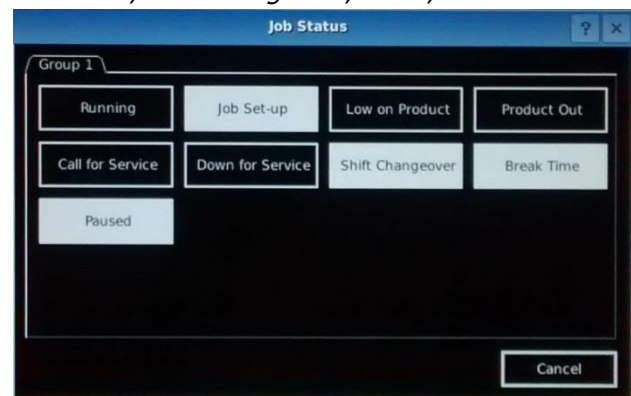 Job Status
? ×
Group 1
Running Job Set-up Low on Product Product Out
Call for Service Down for Service Shift Changeover Break Time
Paused
Cancel